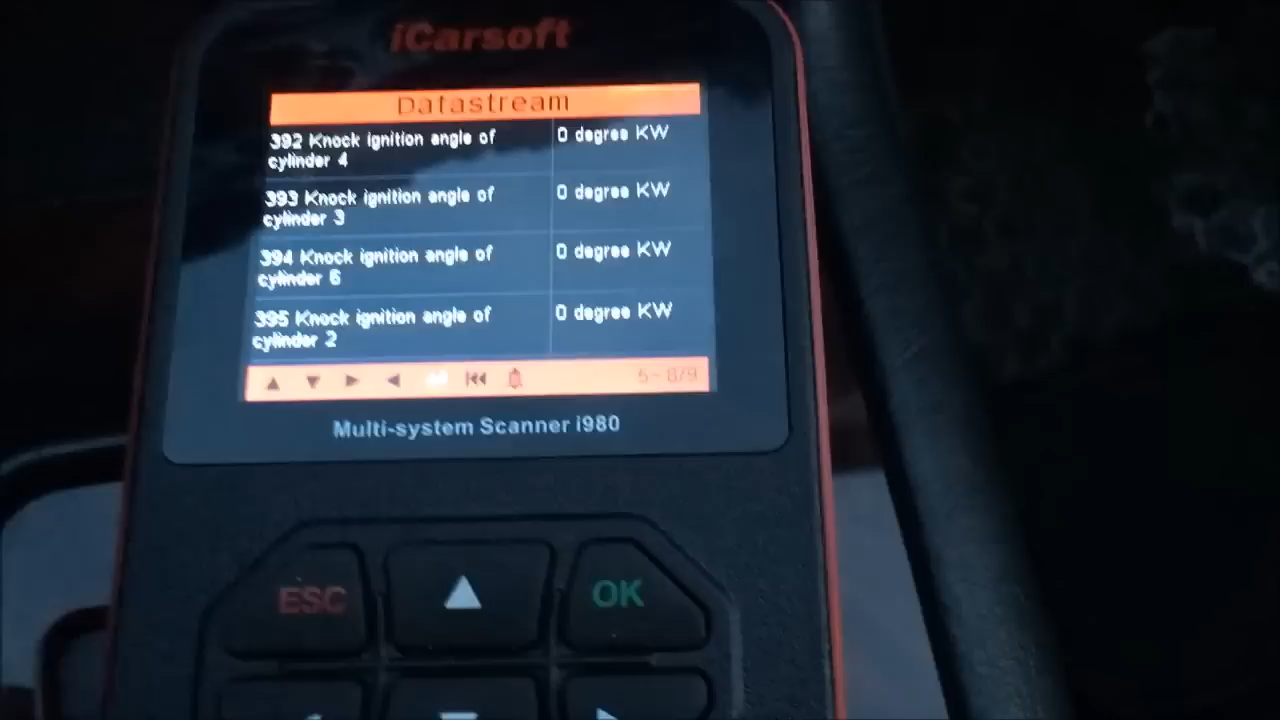 iCarsoft
Datastream
392 Knock ignition angle of
cylinder 4
0 degree KW
393 Knock ignition angle of
cylinder 3
0 degree KW
394 Knock ignition angle of
cylinder 6
0 degree KW
395 Knock ignition angle of
cylinder 2
0 degree KW
5~8/9
Multi-system Scanner i980
ESC
OK